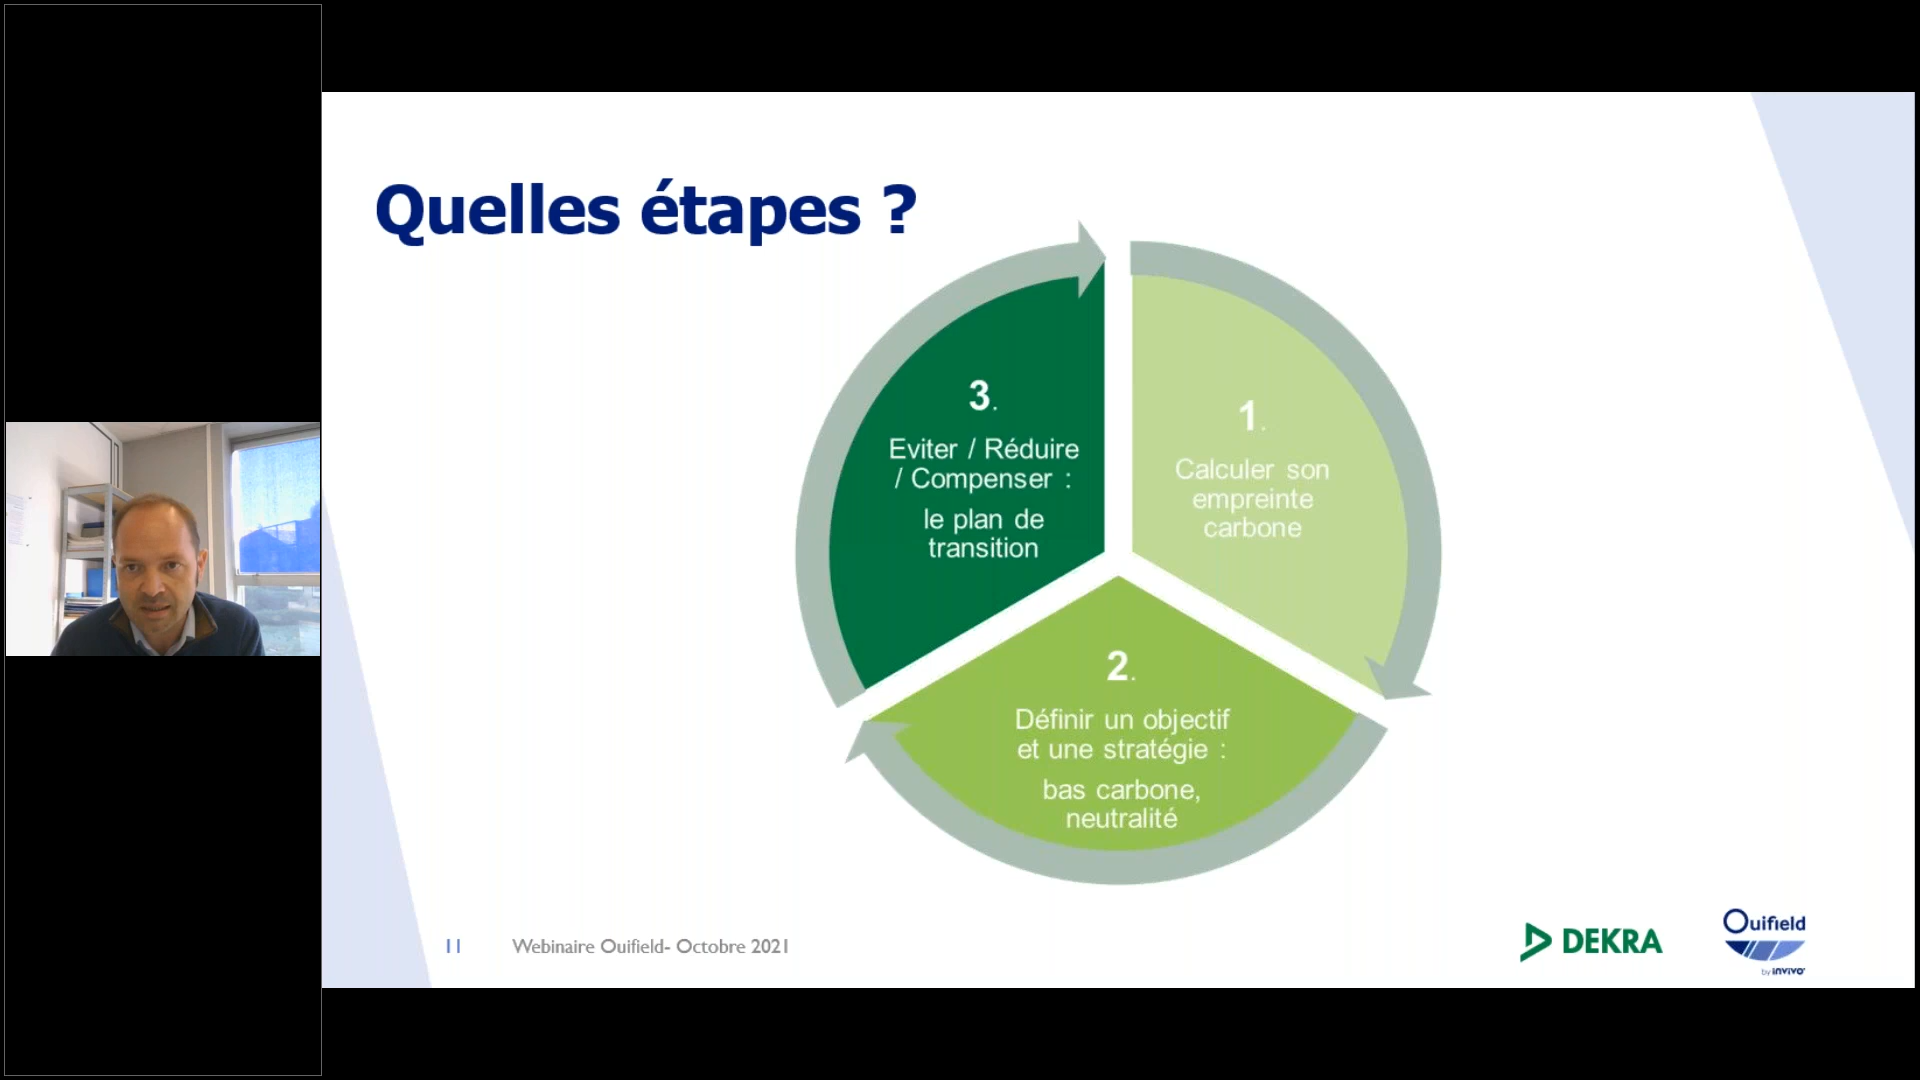 Quelles étapes ?
1.
Calculer son
empreinte
carbone
2.
Définir un objectif
et une stratégie :
bas carbone,
neutralité
3.
Eviter / Réduire
/ Compenser :
le plan de
transition
11
Webinaire Ouifield- Octobre 2021
DEKRA
Ouifield
by invivo